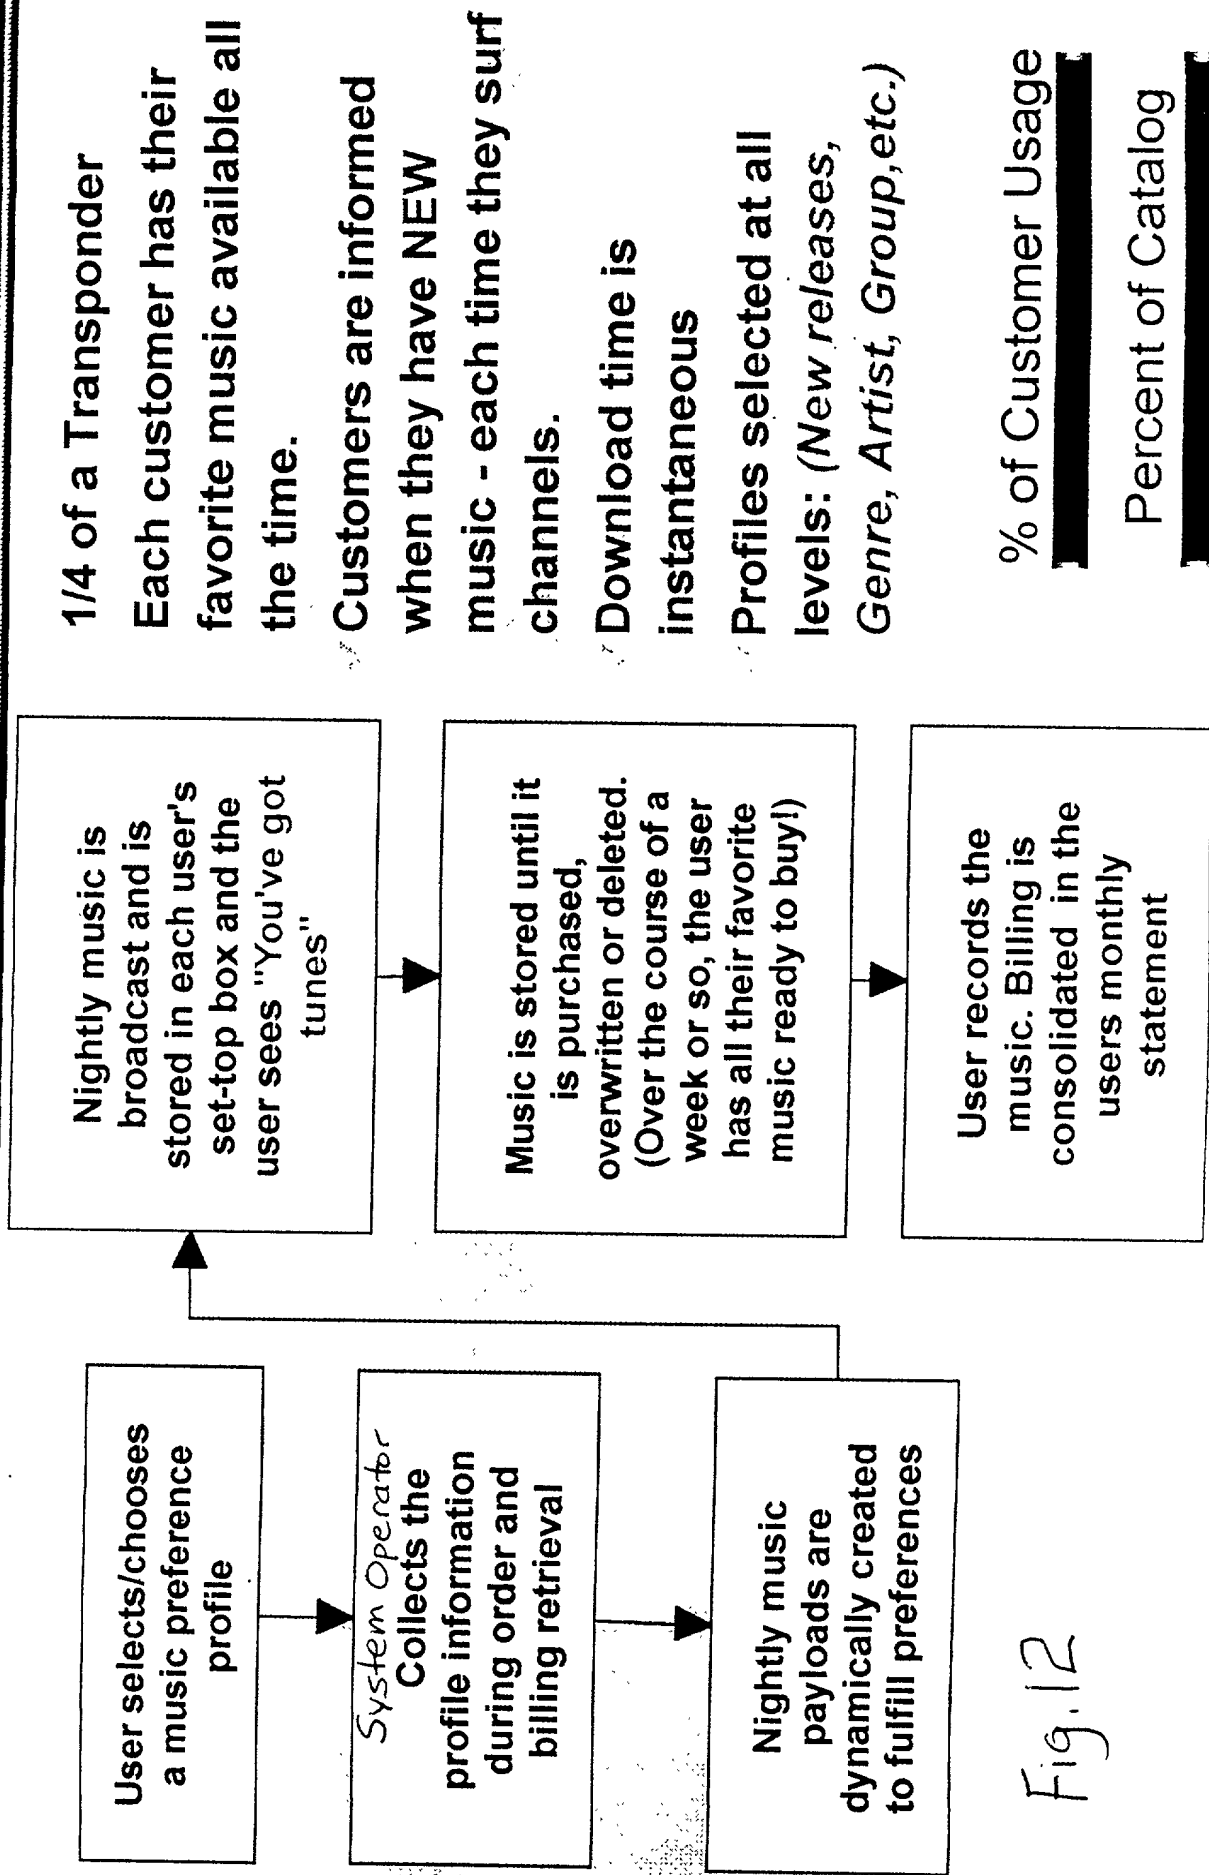 User selects/chooses
a music preference
profile
System Operator
Collects the
profile information
during order and
billing retrieval
Nightly music
payloads are
dynamically created
to fulfill preferences
Nightly music is
broadcast and is
stored in each user's
set-top box and the
user sees "You've got
tunes"
Music is stored until it
is purchased,
overwritten or deleted.
(Over the course of a
week or so, the user
has all their favorite
music ready to buy!)
User records the
music. Billing is
consolidated in the
users monthly
statement
1/4 of a Transponder
Each customer has their
favorite music available all
the time.
Customers are informed
when they have NEW
music - each time they surf
channels.
Download time is
instantaneous
Profiles selected at all
levels: (New releases,
Genre, Artist, Group,etc.)
% of Customer Usage
Percent of Catalog
Fig.12